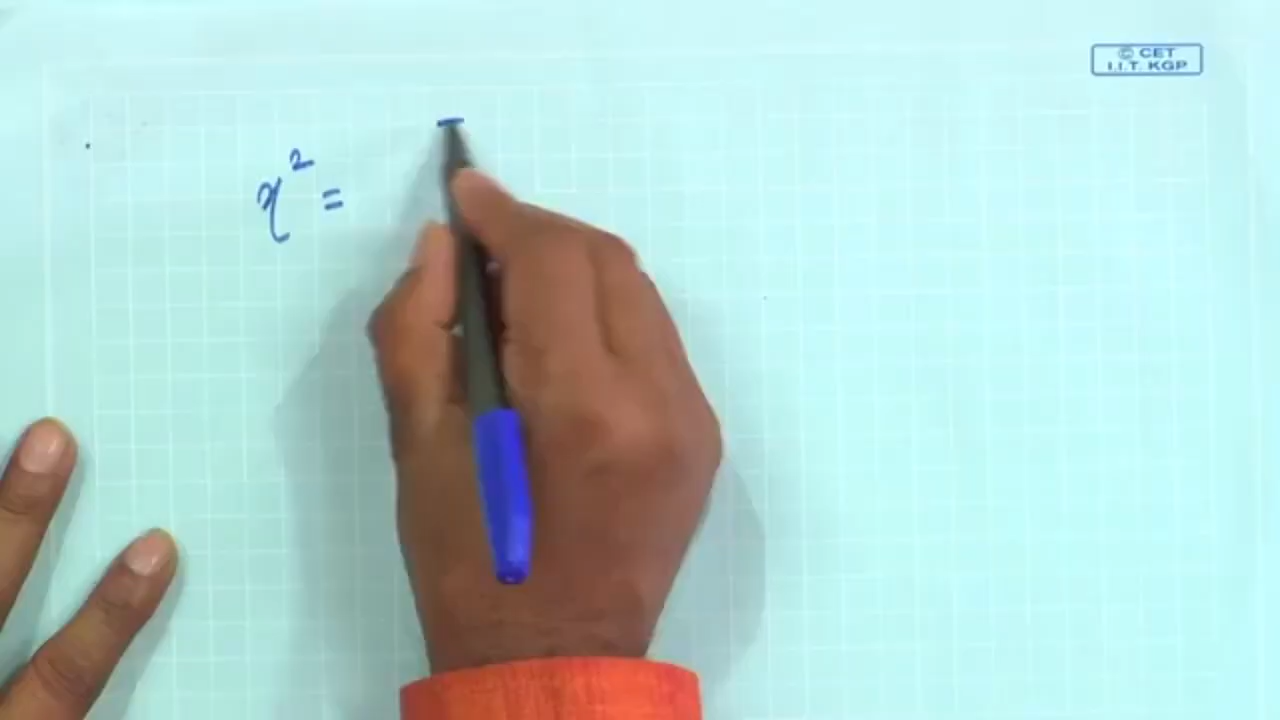 © CET
I.I.T. KGP
x² =